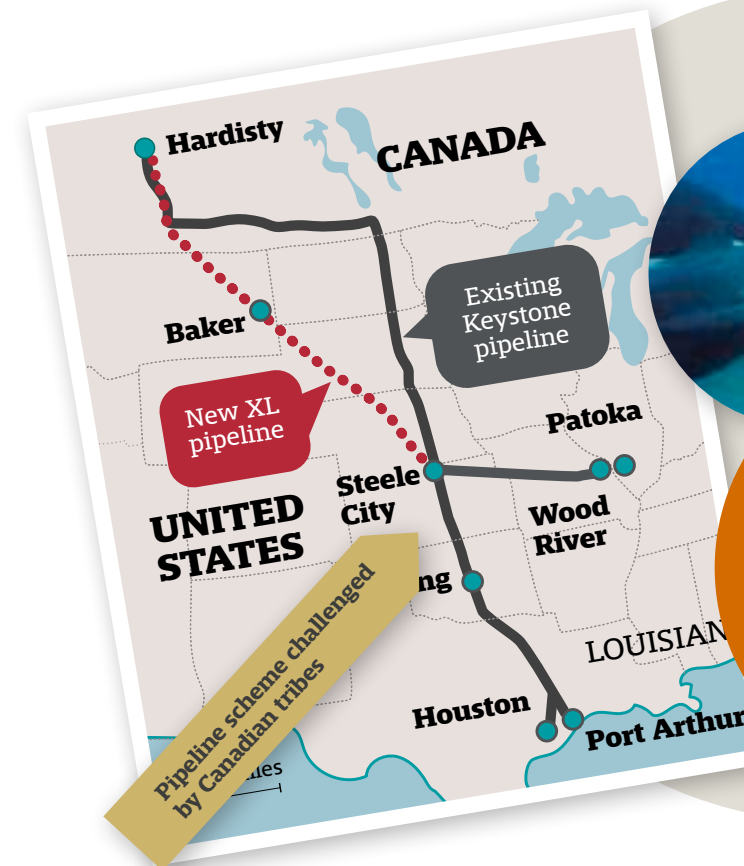 Hardisty
CANADA
Existing
Keystone
pipeline
Baker
New XL
pipeline
Patoka
Steele
City
Wood
River
UNITED
STATES
Pipeline scheme challenged
by Canadian tribes
LOUISIAN
Houston
Port Arthur